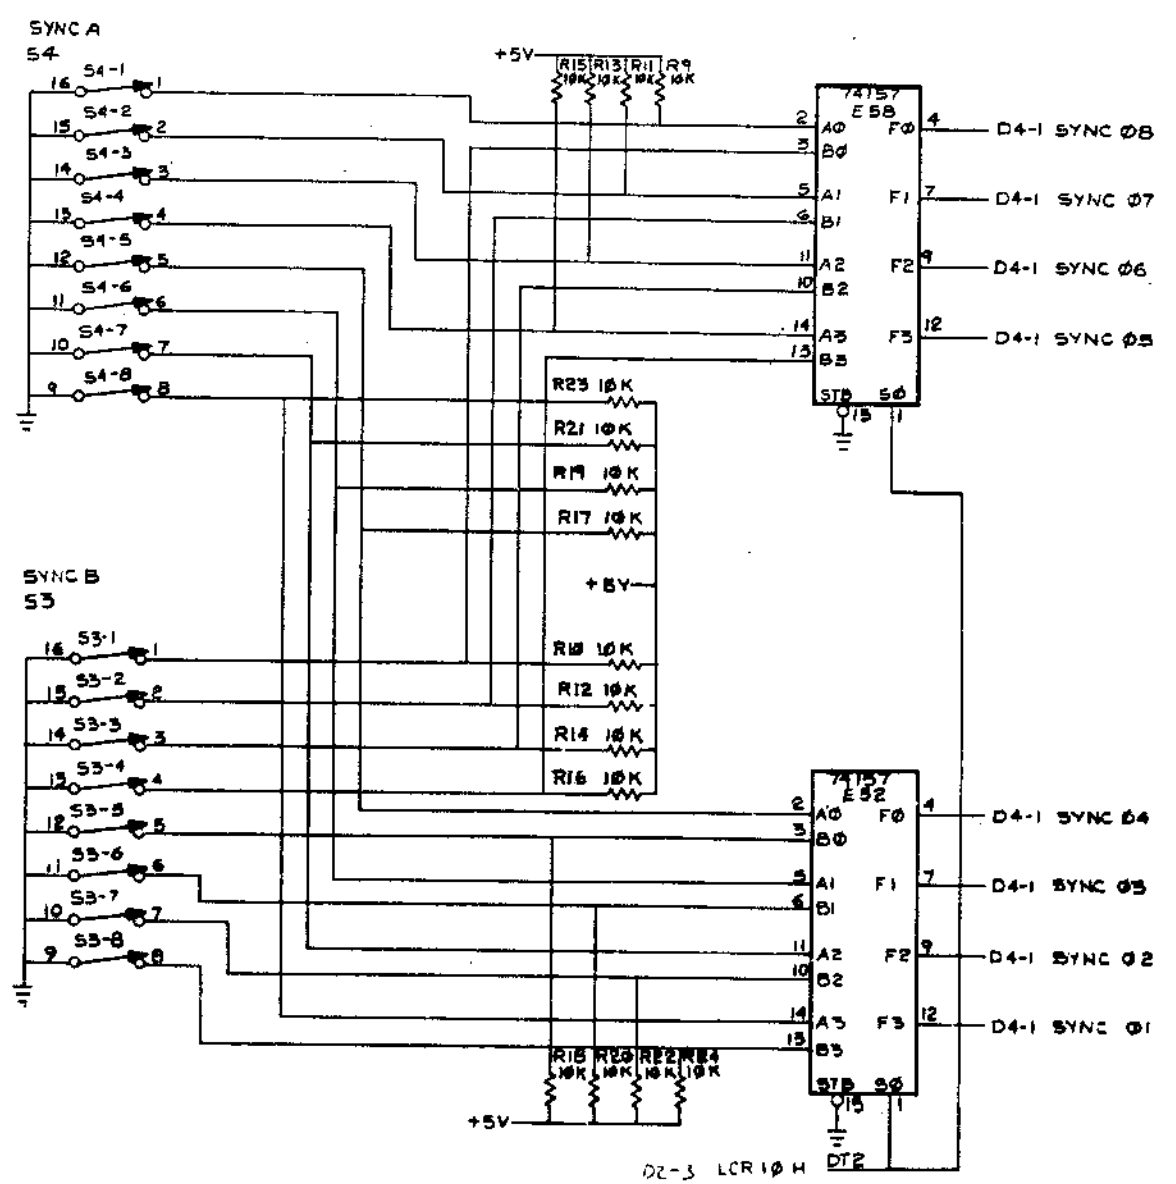 SYNC A
S4
16 S4-1 1
15 S4-2 2
14 S4-3 3
13 S4-4 4
12 S4-5 5
11 S4-6 6
10 S4-7 7
9 S4-8 8
+5V
R15 R13 R11 R9
10K 10K 10K 10K
74157
E58
2 A0 F0 4 D4-1 SYNC 08
3 B0
5 A1 F1 7 D4-1 SYNC 07
6 B1
11 A2 F2 9 D4-1 SYNC 06
10 B2
14 A3 F3 12 D4-1 SYNC 05
13 B3
STB S0
15 1
R23 10K
R21 10K
R19 10K
R17 10K
+5V
R10 10K
R12 10K
R14 10K
R16 10K
SYNC B
S3
16 S3-1 1
15 S3-2 2
14 S3-3 3
13 S3-4 4
12 S3-5 5
11 S3-6 6
10 S3-7 7
9 S3-8 8
74157
E52
2 A0 F0 4 D4-1 SYNC 04
3 B0
5 A1 F1 7 D4-1 SYNC 03
6 B1
11 A2 F2 9 D4-1 SYNC 02
10 B2
14 A3 F3 12 D4-1 SYNC 01
13 B3
STB S0
15 1
R18 R20 R22 R24
10K 10K 10K 10K
+5V
D2-3 LCR10 H DT2